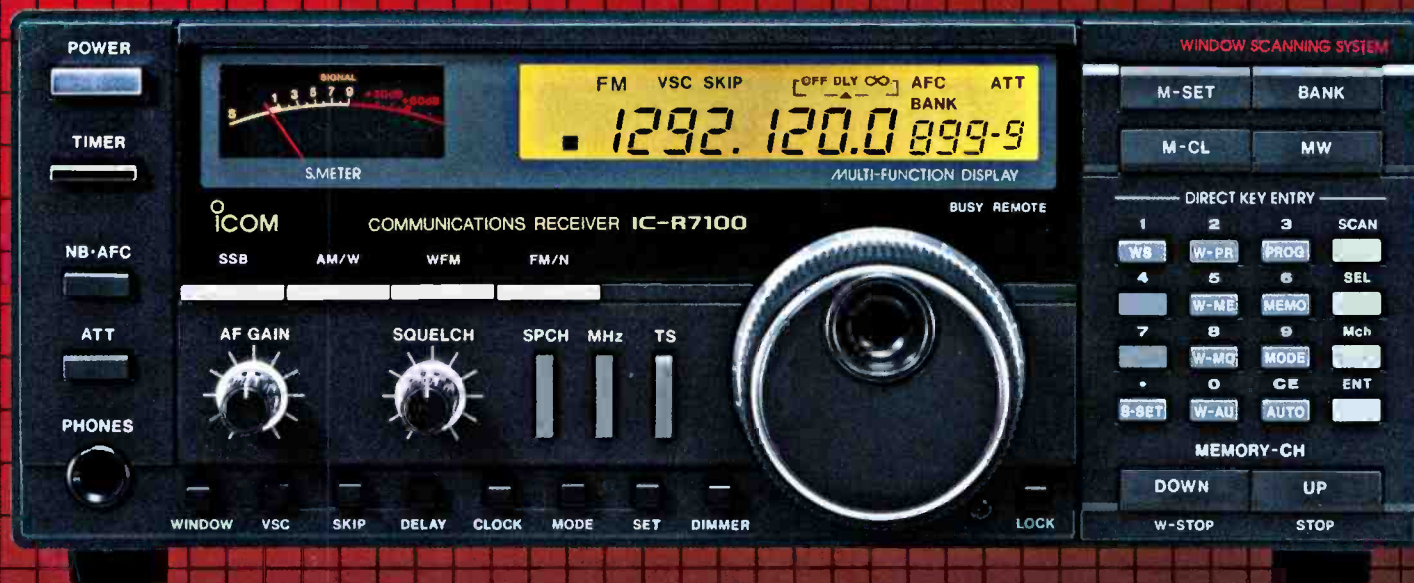 POWER
TIMER
NB·AFC
ATT
PHONES
SIGNAL
S 1 3 5 7 9 +30dB +60dB
S.METER
FM VSC SKIP OFF DLY ∞ AFC ATT
BANK
1292.120.0 899-9
MULTI-FUNCTION DISPLAY
ICOM COMMUNICATIONS RECEIVER IC-R7100
BUSY REMOTE
SSB AM/W WFM FM/N
AF GAIN SQUELCH SPCH MHz TS
WINDOW VSC SKIP DELAY CLOCK MODE SET DIMMER LOCK
WINDOW SCANNING SYSTEM
M-SET BANK
M-CL MW
DIRECT KEY ENTRY
1 2 3 SCAN
WS W-PR PROG
4 5 6 SEL
W-ME MEMO
7 8 9 Mch
W-MO MODE
· 0 CE ENT
S-SET W-AU AUTO
MEMORY-CH
DOWN UP
W-STOP STOP